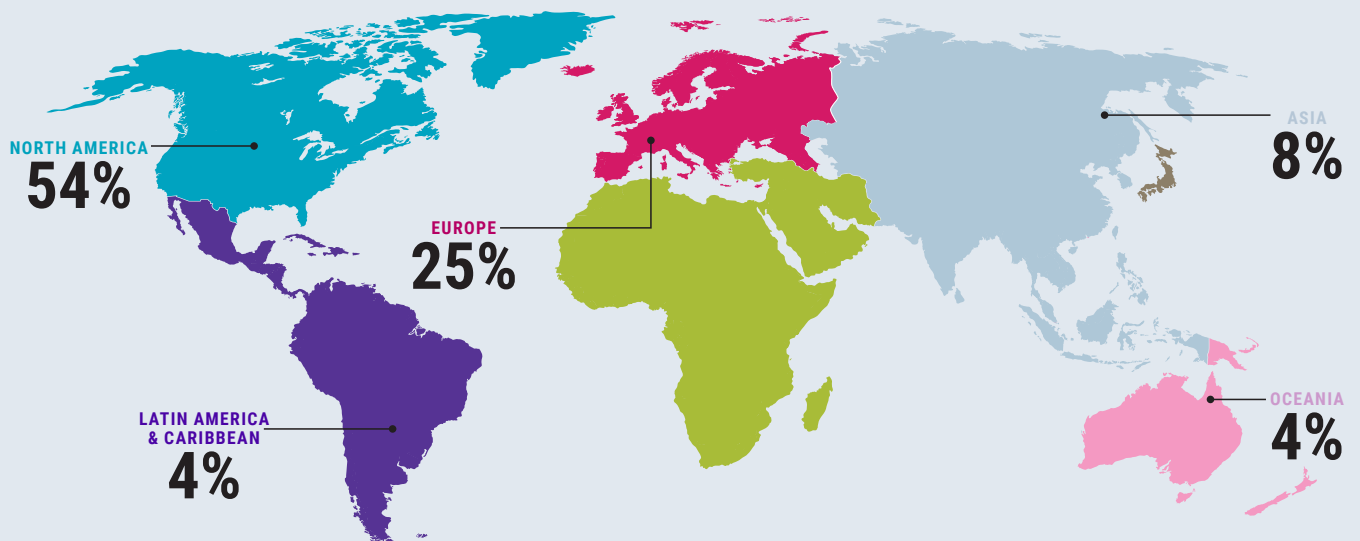 NORTH AMERICA
54%
EUROPE
25%
LATIN AMERICA
& CARIBBEAN
4%
ASIA
8%
OCEANIA
4%